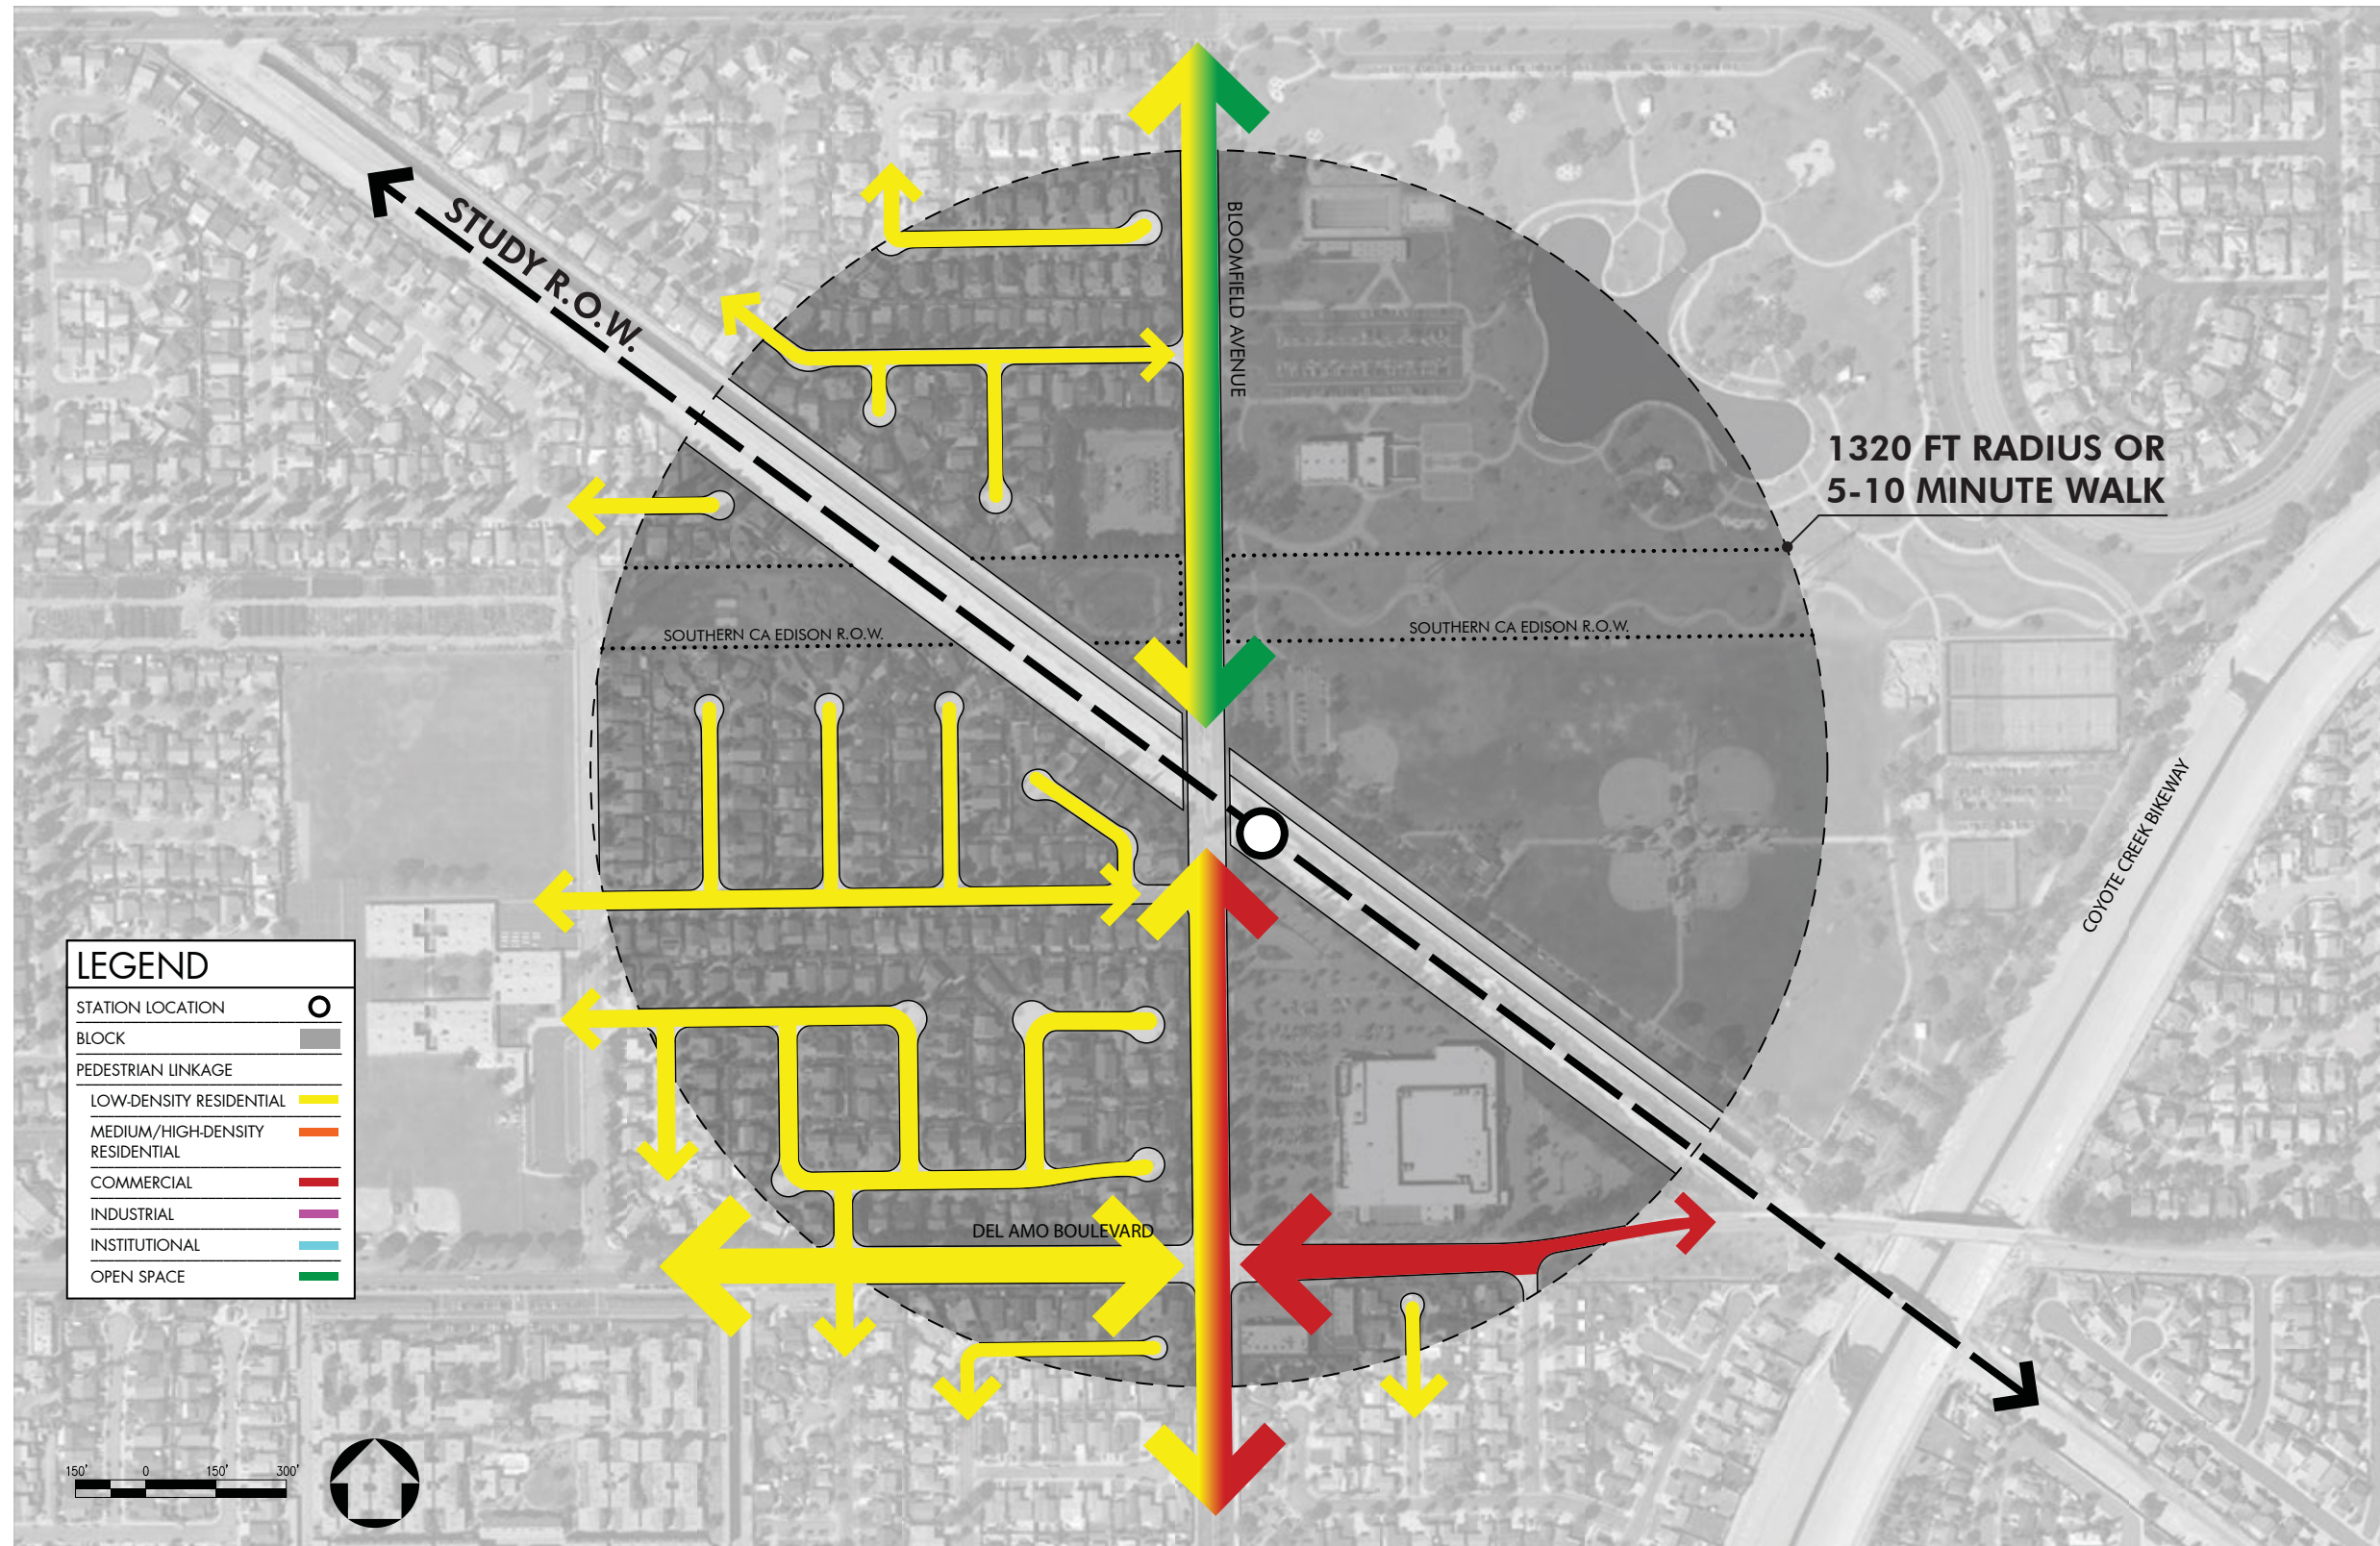 STUDY R.O.W.
BLOOMFIELD AVENUE
1320 FT RADIUS OR
5-10 MINUTE WALK
SOUTHERN CA EDISON R.O.W.
SOUTHERN CA EDISON R.O.W.
COYOTE CREEK BIKEWAY
DEL AMO BOULEVARD
LEGEND
STATION LOCATION
BLOCK
PEDESTRIAN LINKAGE
LOW-DENSITY RESIDENTIAL
MEDIUM/HIGH-DENSITY
RESIDENTIAL
COMMERCIAL
INDUSTRIAL
INSTITUTIONAL
OPEN SPACE
150' 0 150' 300'